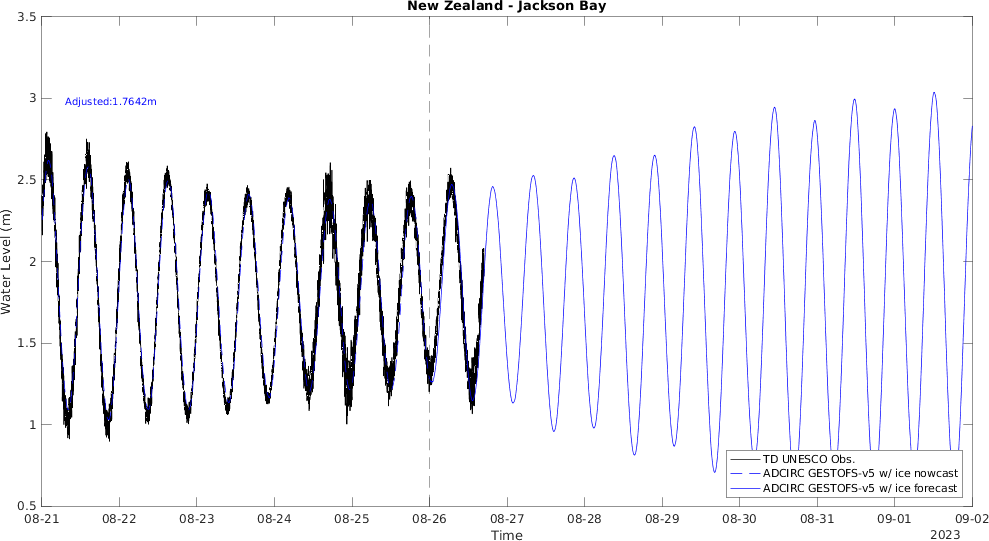 New Zealand - Jackson Bay
3.5
3
2.5
2
1.5
1
0.5
Water Level (m)
Adjusted:1.7642m
TD UNESCO Obs.
ADCIRC GESTOFS-v5 w/ ice nowcast
ADCIRC GESTOFS-v5 w/ ice forecast
08-21 08-22 08-23 08-24 08-25 08-26 08-27 08-28 08-29 08-30 08-31 09-01 09-02
Time
2023